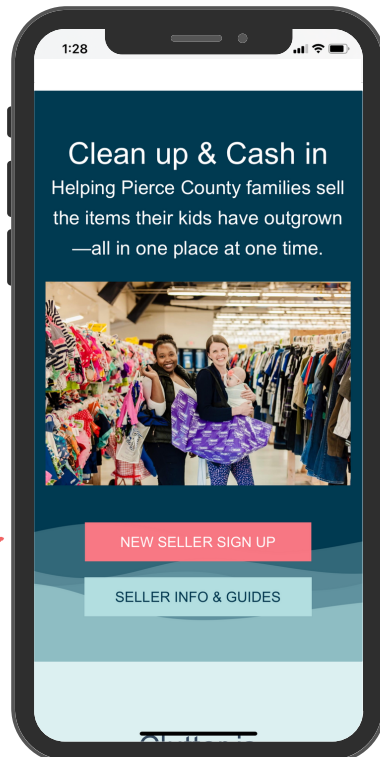 1:28
Clean up & Cash in
Helping Pierce County families sell
the items their kids have outgrown
—all in one place at one time.
NEW SELLER SIGN UP
SELLER INFO & GUIDES